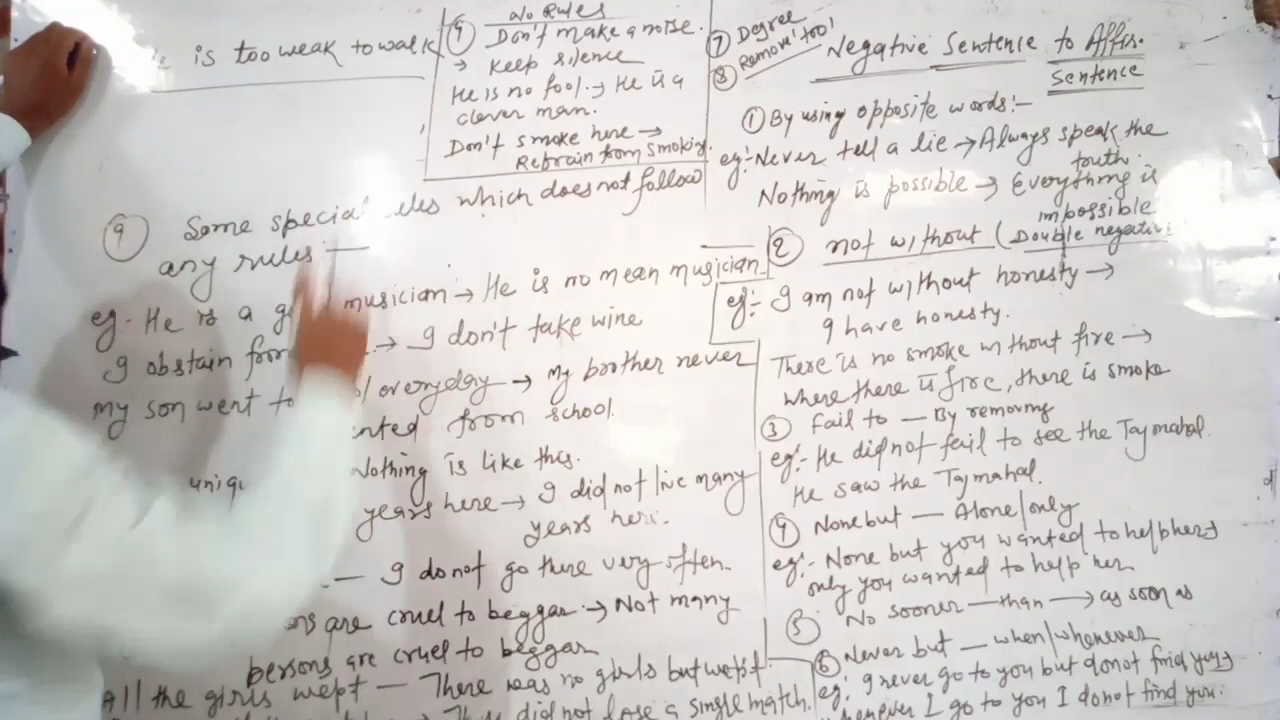 is too weak to walk
9 Some special rules which does not follow
any rules :—
eg. He is a musician → He is no mean musician
I obstain from → I don't take wine
My son went to everyday → my brother never
from school.
Nothing is like this.
years here → I did not live many
years here.
— I do not go there very often.
are cruel to beggar → Not many
persons are cruel to beggar
All the girls wept — There was no girls but wept
did not lose a single match.
9 No Rules
Don't make a noise.
→ Keep silence
He is no fool. → He is a
clever man.
Don't smoke here →
Refrain from smoking.
7 Degree
8 Remove 'too'
Negative Sentence to Affir.
Sentence
① By using opposite words:-
eg:- Never tell a lie → Always speak the
truth.
Nothing is possible → Everything is
impossible
② not without (Double negative
eg:- I am not without honesty →
I have honesty.
There is no smoke without fire →
where there is fire, there is smoke
③ Fail to — By removing
eg:- He did not fail to see the Tajmahal.
He saw the Tajmahal.
④ None but — Alone/only
eg:- None but you wanted to help her →
only you wanted to help her
⑤ No sooner — than —→ as soon as
⑥ Never but — when/whenever
eg: I never go to you but donot find you →
whenever I go to you I donot find you.